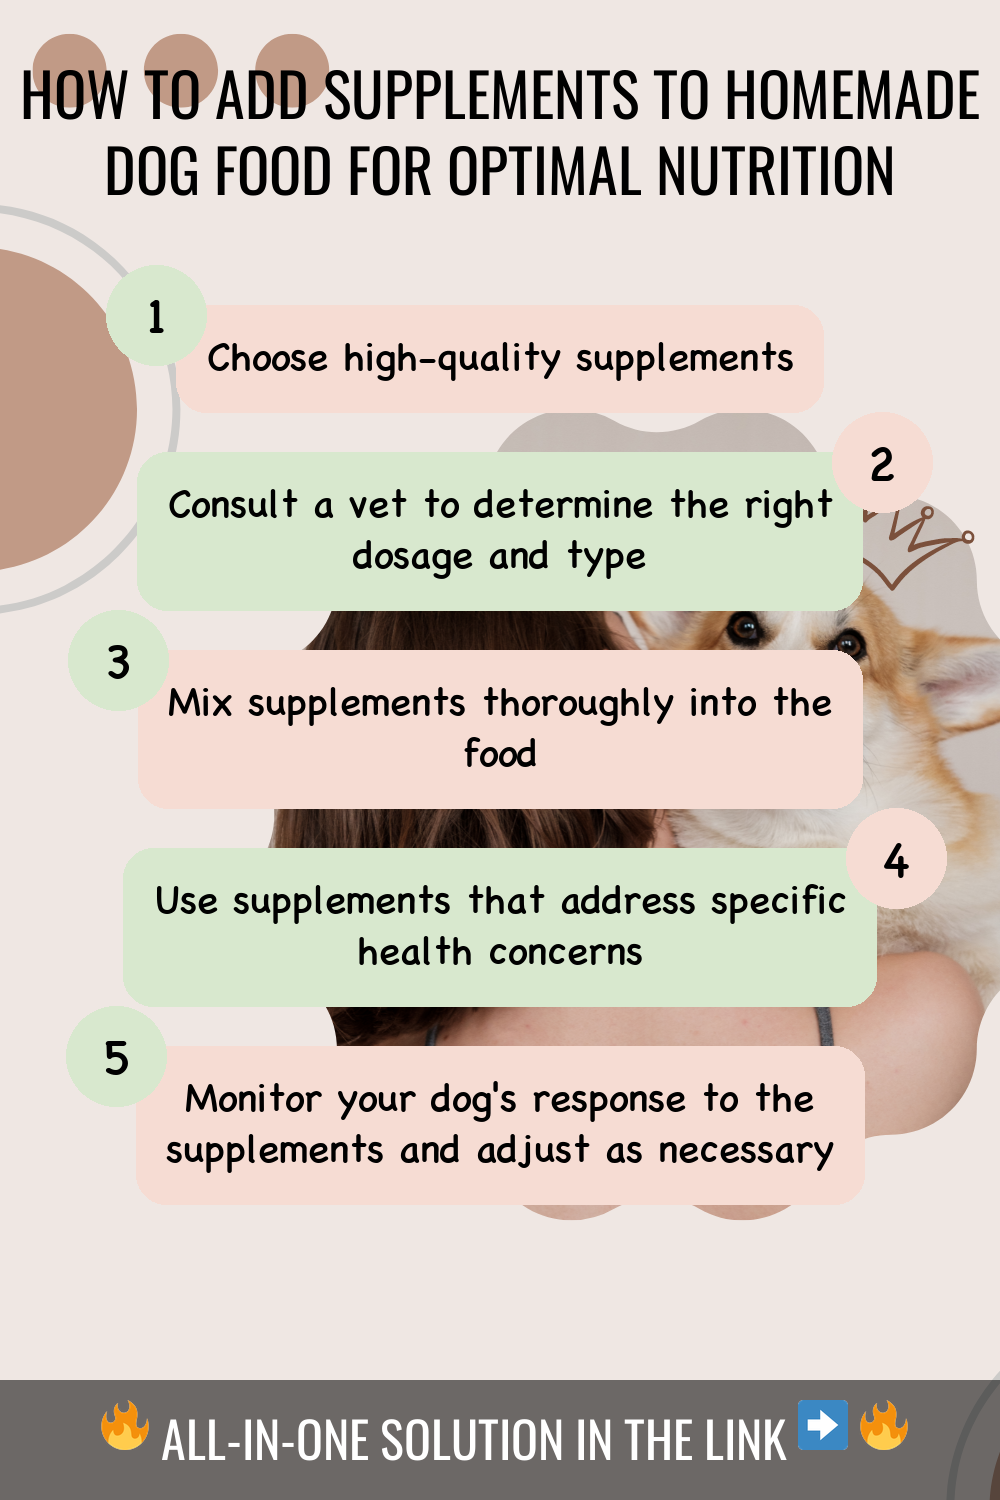 HOW TO ADD SUPPLEMENTS TO HOMEMADE
DOG FOOD FOR OPTIMAL NUTRITION
1
Choose high-quality supplements
2
Consult a vet to determine the right
dosage and type
3
Mix supplements thoroughly into the
food
4
Use supplements that address specific
health concerns
5
Monitor your dog's response to the
supplements and adjust as necessary
🔥 ALL-IN-ONE SOLUTION IN THE LINK ➡️ 🔥